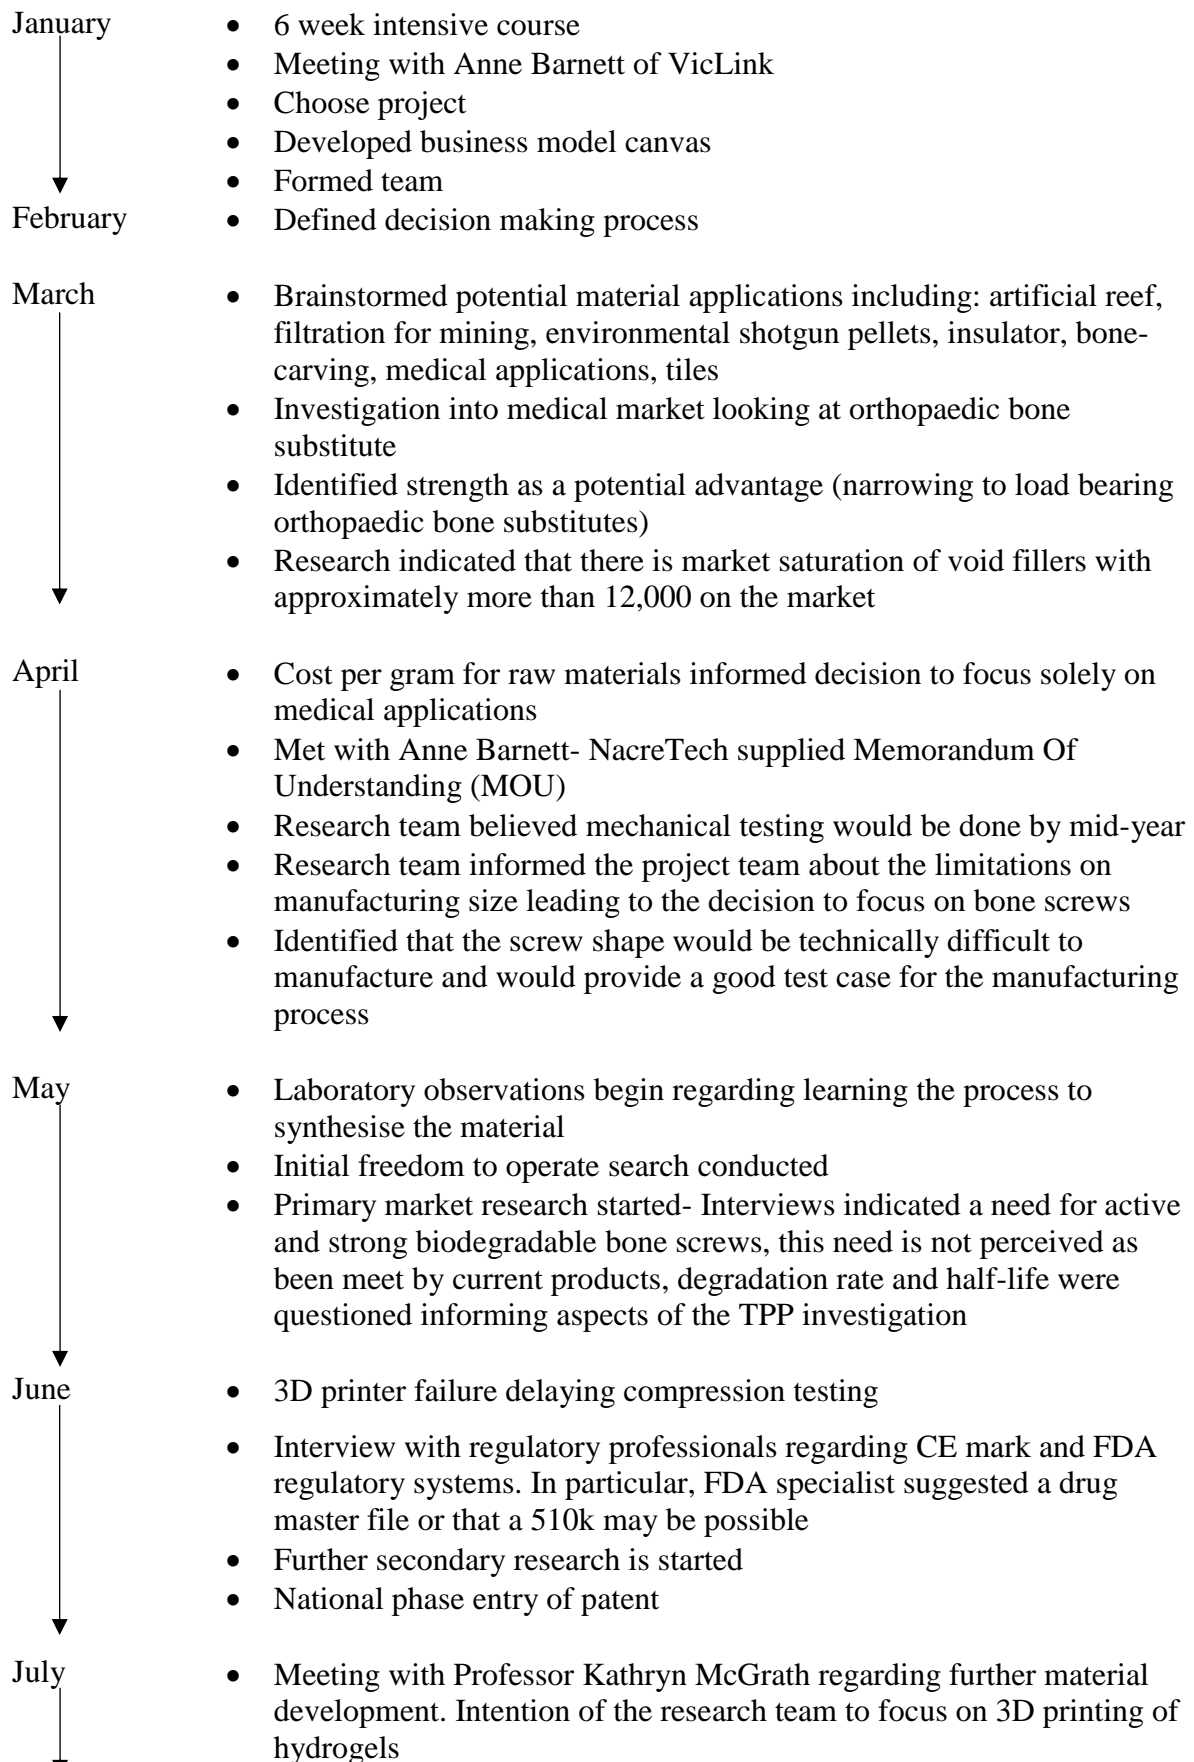 January
• 6 week intensive course
• Meeting with Anne Barnett of VicLink
• Choose project
• Developed business model canvas
• Formed team
February
• Defined decision making process
March
• Brainstormed potential material applications including: artificial reef,
filtration for mining, environmental shotgun pellets, insulator, bone-
carving, medical applications, tiles
• Investigation into medical market looking at orthopaedic bone
substitute
• Identified strength as a potential advantage (narrowing to load bearing
orthopaedic bone substitutes)
• Research indicated that there is market saturation of void fillers with
approximately more than 12,000 on the market
April
• Cost per gram for raw materials informed decision to focus solely on
medical applications
• Met with Anne Barnett- NacreTech supplied Memorandum Of
Understanding (MOU)
• Research team believed mechanical testing would be done by mid-year
• Research team informed the project team about the limitations on
manufacturing size leading to the decision to focus on bone screws
• Identified that the screw shape would be technically difficult to
manufacture and would provide a good test case for the manufacturing
process
May
• Laboratory observations begin regarding learning the process to
synthesise the material
• Initial freedom to operate search conducted
• Primary market research started- Interviews indicated a need for active
and strong biodegradable bone screws, this need is not perceived as
been meet by current products, degradation rate and half-life were
questioned informing aspects of the TPP investigation
June
• 3D printer failure delaying compression testing
• Interview with regulatory professionals regarding CE mark and FDA
regulatory systems. In particular, FDA specialist suggested a drug
master file or that a 510k may be possible
• Further secondary research is started
• National phase entry of patent
July
• Meeting with Professor Kathryn McGrath regarding further material
development. Intention of the research team to focus on 3D printing of
hydrogels